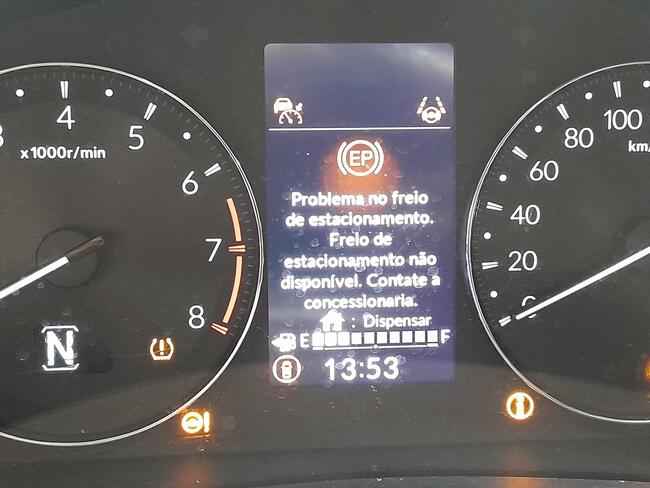 4
5
6
7
8
x1000r/min
N
EP
Problema no freio
de estacionamento.
Freio de
estacionamento não
disponível. Contate a
concessionaria.
: Dispensar
E F
13:53
100
80
60
40
20
0
km/